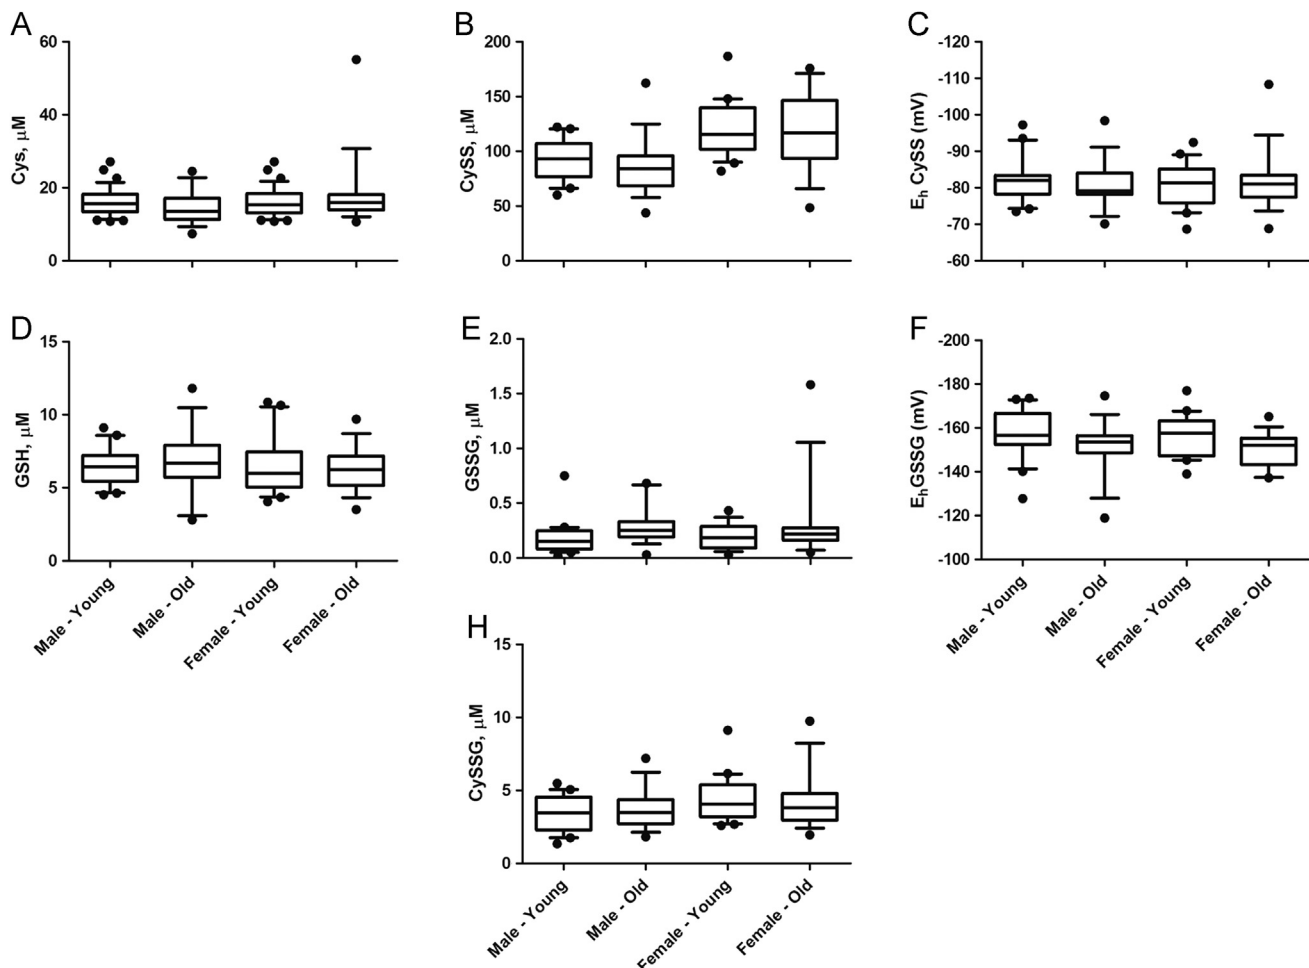 A
Cys, μM
60
40
20
0
B
CySS, μM
200
150
100
50
0
C
Eh CySS (mV)
-120
-110
-100
-90
-80
-70
-60
D
GSH, μM
15
10
5
0
Male - Young
Male - Old
Female - Young
Female - Old
E
GSSG, μM
2.0
1.5
1.0
0.5
0.0
F
EhGSSG (mV)
-200
-180
-160
-140
-120
-100
Male - Young
Male - Old
Female - Young
Female - Old
H
CySSG, μM
15
10
5
0
Male - Young
Male - Old
Female - Young
Female - Old